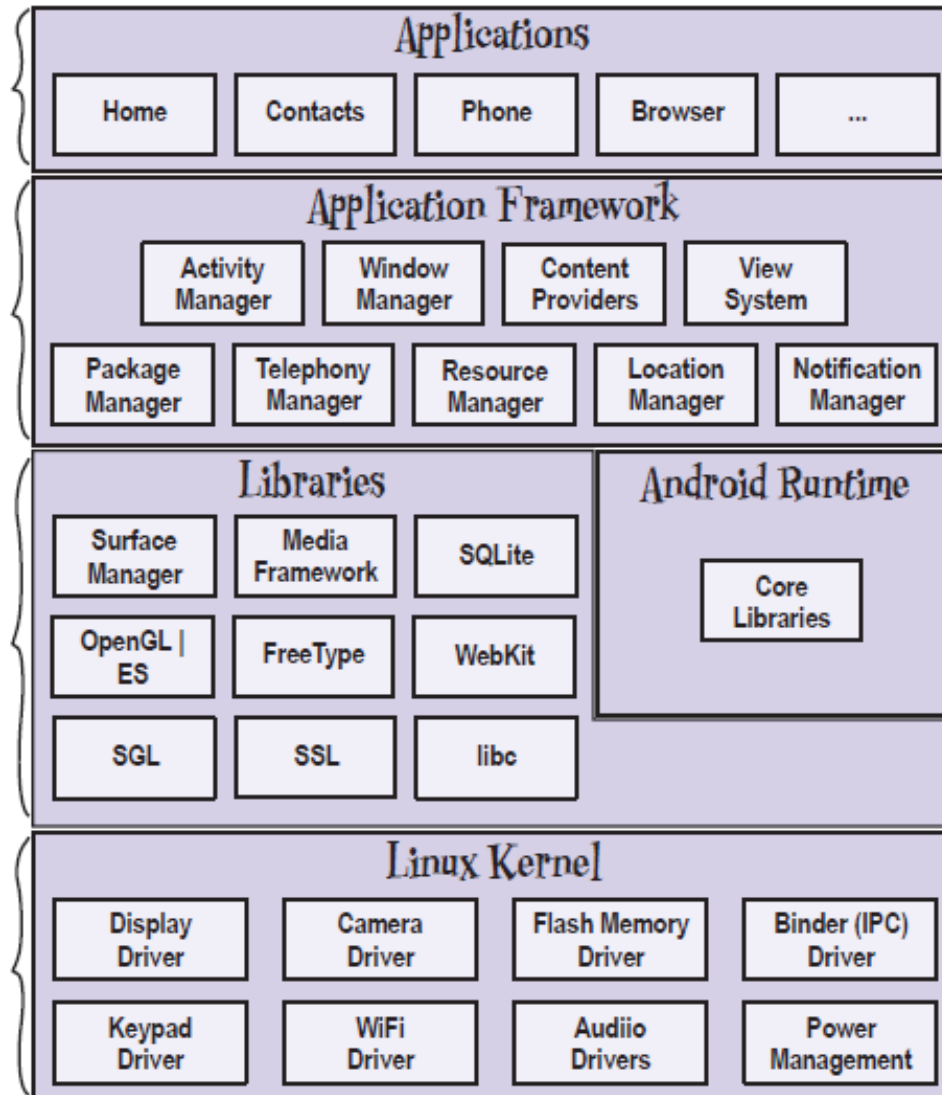 Applications
Home
Contacts
Phone
Browser
...
Application Framework
Activity
Manager
Window
Manager
Content
Providers
View
System
Package
Manager
Telephony
Manager
Resource
Manager
Location
Manager
Notification
Manager
Libraries
Surface
Manager
Media
Framework
SQLite
OpenGL |
ES
FreeType
WebKit
SGL
SSL
libc
Android Runtime
Core
Libraries
Linux Kernel
Display
Driver
Camera
Driver
Flash Memory
Driver
Binder (IPC)
Driver
Keypad
Driver
WiFi
Driver
Audiio
Drivers
Power
Management